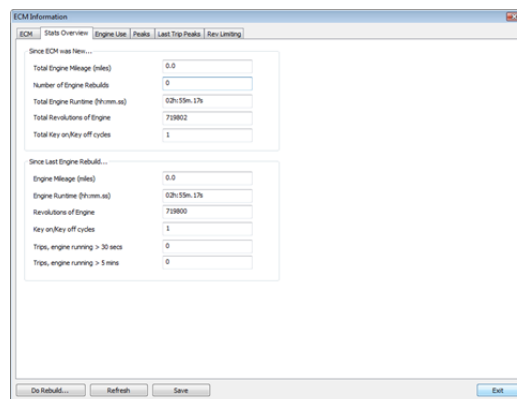 ECM Information
ECM Stats Overview Engine Use Peaks Last Trip Peaks Rev Limiting
Since ECM was New...
Total Engine Mileage (miles) 0.0
Number of Engine Rebuilds 0
Total Engine Runtime (hh:mm.ss) 02h:55m.17s
Total Revolutions of Engine 719802
Total Key on/Key off cycles 1
Since Last Engine Rebuild...
Engine Mileage (miles) 0.0
Engine Runtime (hh:mm.ss) 02h:55m.17s
Revolutions of Engine 719800
Key on/Key off cycles 1
Trips, engine running > 30 secs 0
Trips, engine running > 5 mins 0
Do Rebuild... Refresh Save Exit